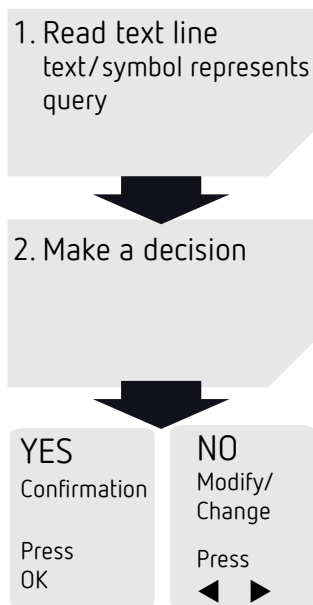 1. Read text line
text/symbol represents
query
2. Make a decision
YES
Confirmation
Press
OK
NO
Modify/
Change
Press
◀ ▶